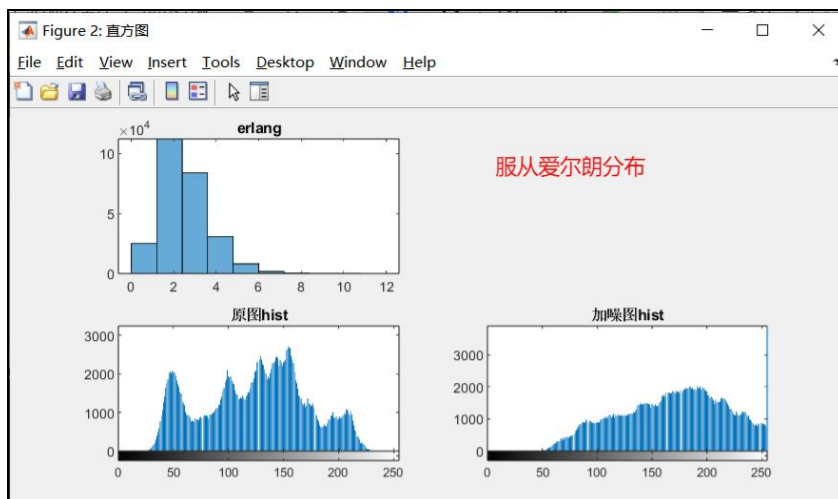 Figure 2: 直方图
File Edit View Insert Tools Desktop Window Help
×10⁴
erlang
服从爱尔朗分布
10
5
0
0 2 4 6 8 10 12
原图hist
3000
2000
1000
0
0 50 100 150 200 250
加噪图hist
3000
2000
1000
0
0 50 100 150 200 250